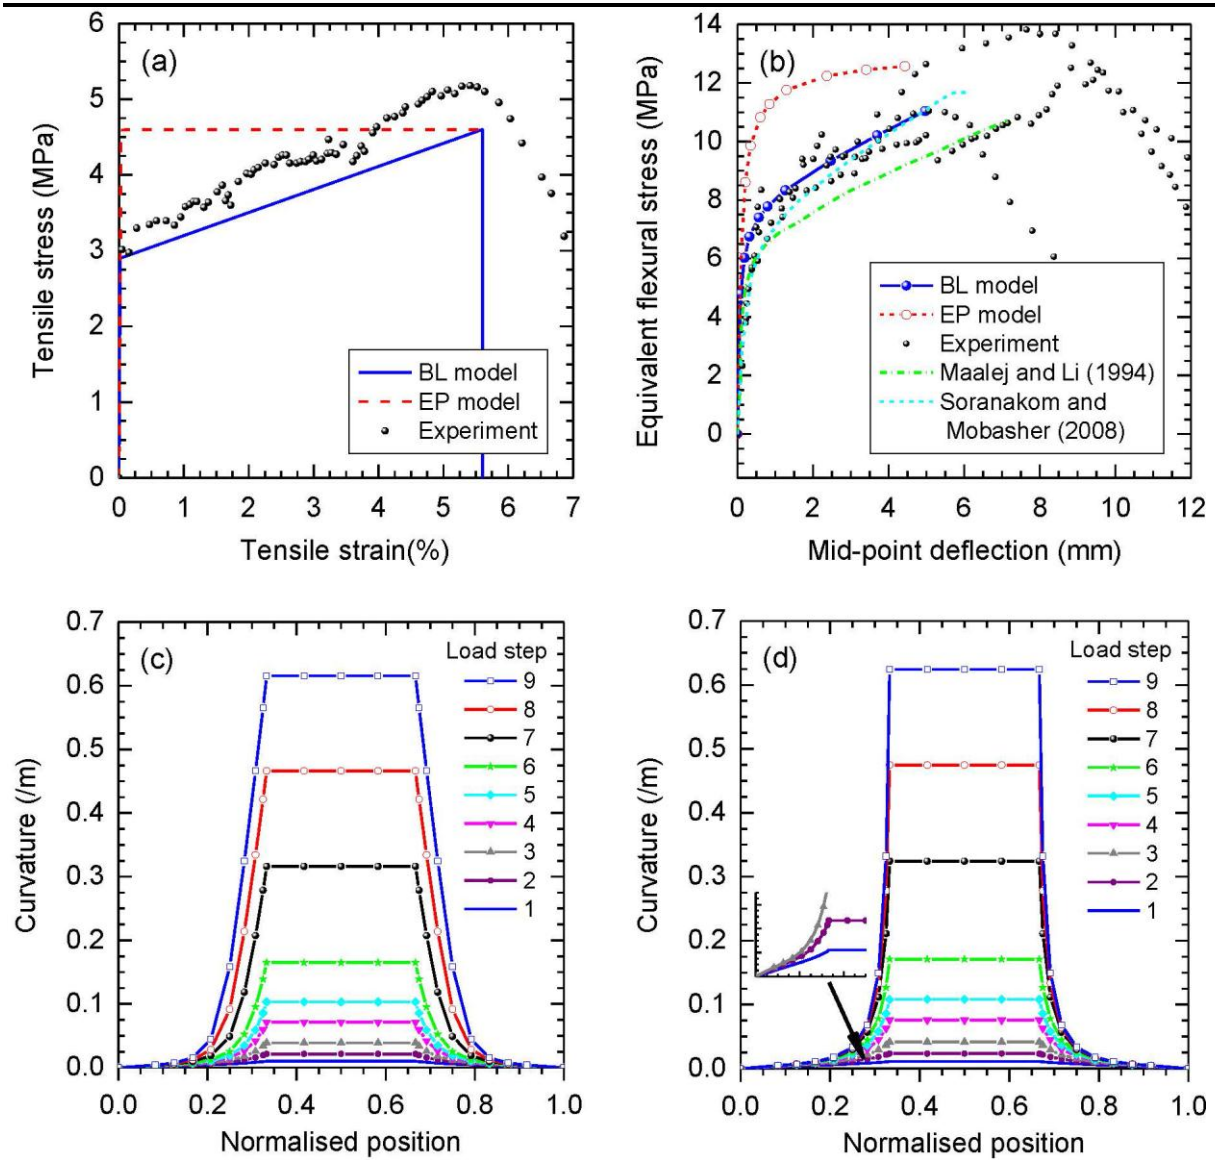 (a)
6
5
4
3
2
1
0
Tensile stress (MPa)
BL model
EP model
Experiment
0 1 2 3 4 5 6 7
Tensile strain(%)
(b)
14
12
10
8
6
4
2
0
Equivalent flexural stress (MPa)
BL model
EP model
Experiment
Maalej and Li (1994)
Soranakom and
Mobasher (2008)
0 2 4 6 8 10 12
Mid-point deflection (mm)
(c)
0.7
0.6
0.5
0.4
0.3
0.2
0.1
0.0
Curvature (/m)
Load step
9
8
7
6
5
4
3
2
1
0.0 0.2 0.4 0.6 0.8 1.0
Normalised position
(d)
0.7
0.6
0.5
0.4
0.3
0.2
0.1
0.0
Curvature (/m)
Load step
9
8
7
6
5
4
3
2
1
0.0 0.2 0.4 0.6 0.8 1.0
Normalised position